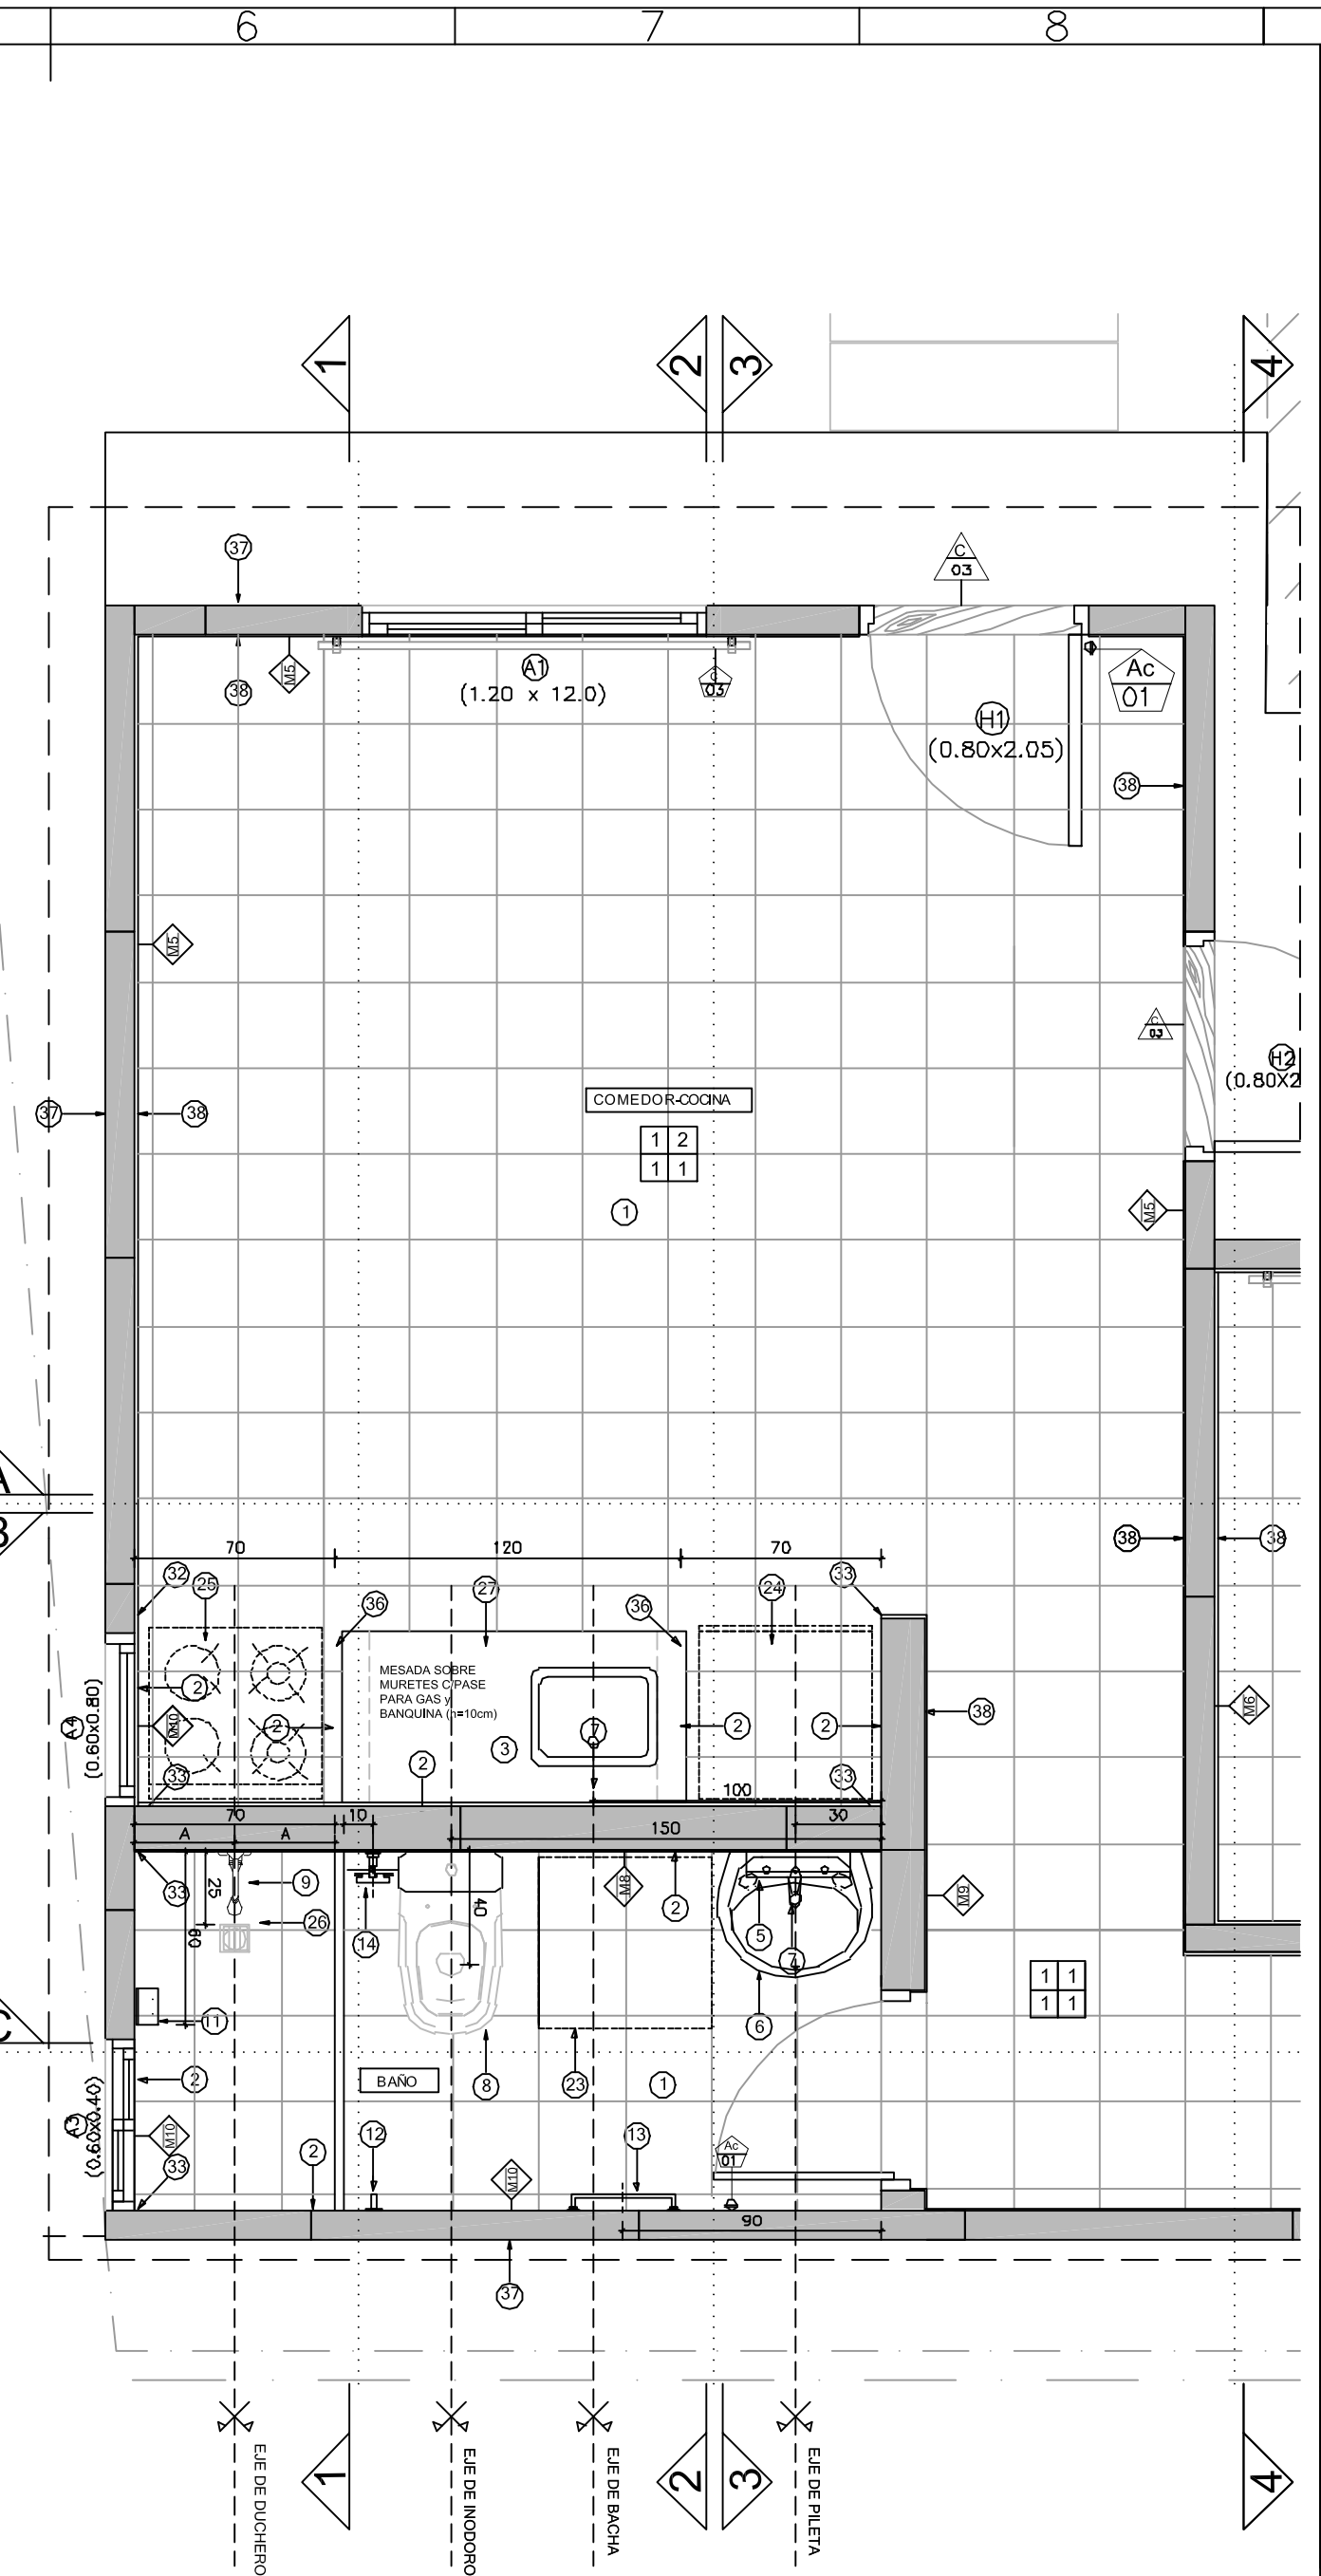 6 7 8
1 2 3 4
37
C
03
M5
38
A1
(1.20 x 12.0)
C
03
H1
(0.80x2.05)
Ac
01
38
M5
C
03
H2
(0.80X2
37
38
COMEDOR-COCINA
1 2
1 1
1
M5
A
B
38
38
70 120 70
32
25
36
27
36
24
33
MESADA SOBRE
MURETES C/PASE
PARA GAS y
BANQUINA (h=10cm)
2
A4
(0.60x0.80)
M10
2
3
7
2
2
38
M6
2
33
33
100
70 10 30
A A 150
33
9
25
26
60
14
40
M8
2
5
7
M9
11
6
1 1
1 1
C
2
BAÑO
8
23
1
A3
(0.60x0.40)
M10
33
2
12
M10
13
Ac
01
90
37
EJE DE DUCHERO
EJE DE INODORO
EJE DE BACHA
EJE DE PILETA
1 2 3 4